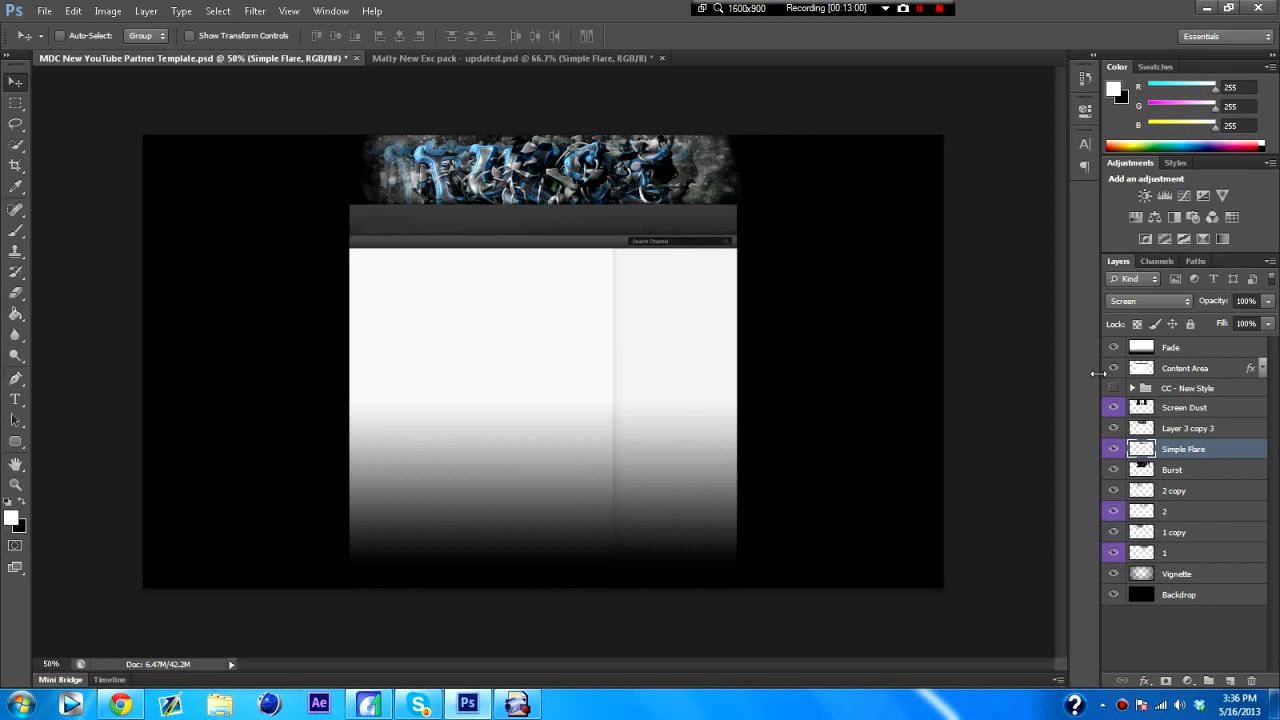 Ps File Edit Image Layer Type Select Filter View Window Help
1600x900 Recording [00:13:00]
Auto-Select: Group Show Transform Controls Essentials
MDC New YouTube Partner Template.psd @ 50% (Simple Flare, RGB/8#) * × Matty New Exc pack - updated.psd @ 66.7% (Simple Flare, RGB/8) * ×
Color Swatches
R 255
G 255
B 255
Adjustments Styles
Add an adjustment
Search Channel
Layers Channels Paths
Kind
Screen Opacity: 100%
Lock: Fill: 100%
Fade
Content Area fx
CC - New Style
Screen Dust
Layer 3 copy 3
Simple Flare
Burst
2 copy
2
1 copy
1
Vignette
Backdrop
50% Doc: 6.47M/42.2M
Mini Bridge Timeline
Ae Ps
3:36 PM
5/16/2013